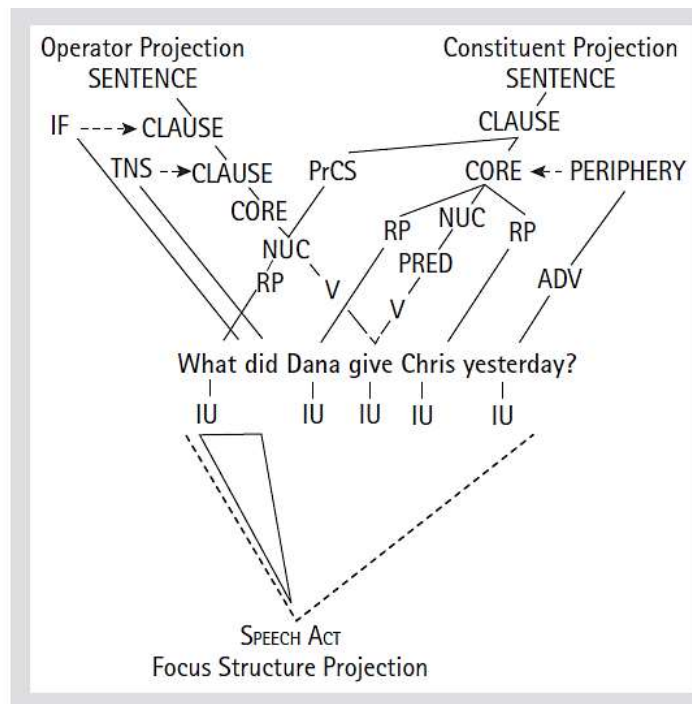 Operator Projection Constituent Projection
SENTENCE SENTENCE
IF CLAUSE CLAUSE
TNS CLAUSE PrCS CORE PERIPHERY
CORE RP NUC RP
NUC PRED
RP V V ADV
What did Dana give Chris yesterday?
IU IU IU IU IU
SPEECH ACT
Focus Structure Projection